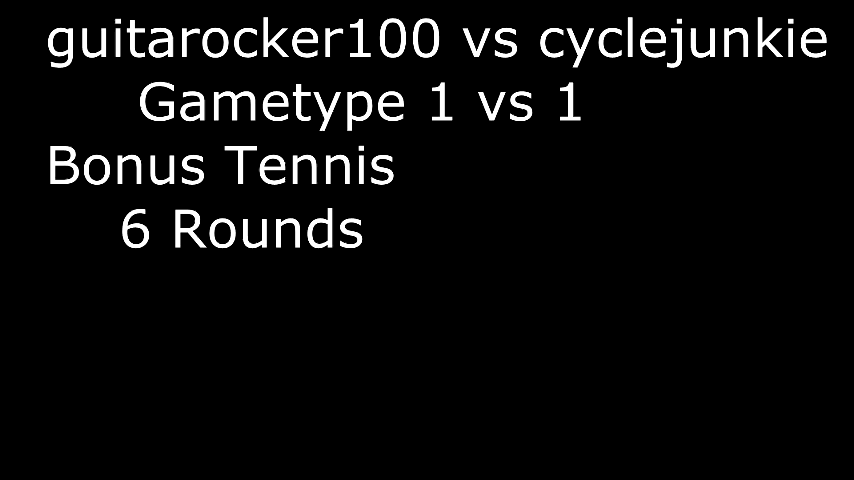 guitarocker100 vs cyclejunkie
Gametype 1 vs 1
Bonus Tennis
6 Rounds